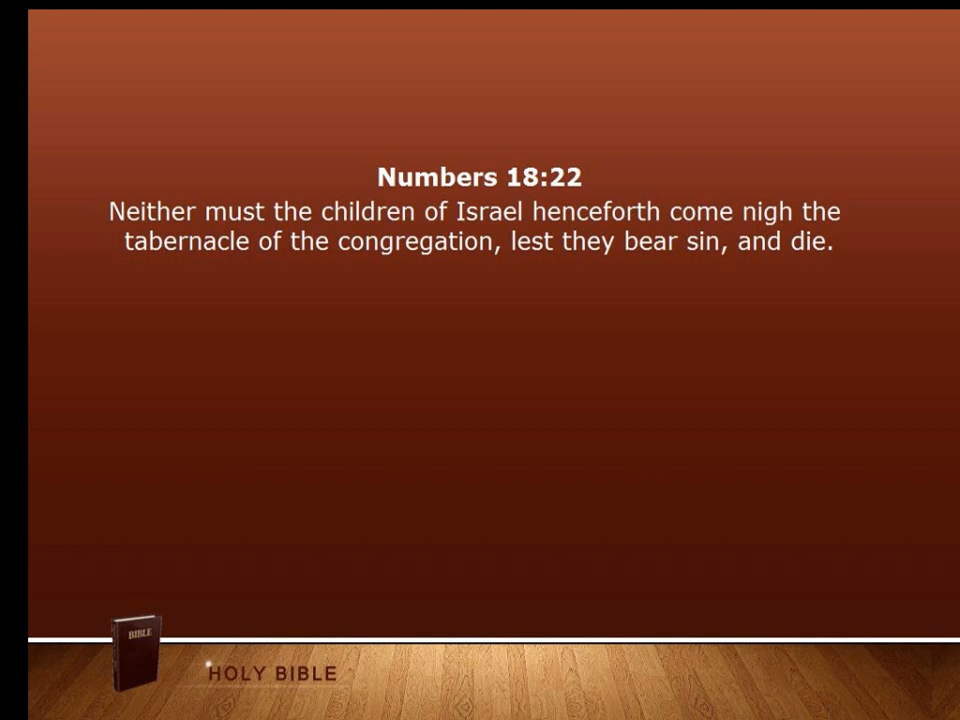 Numbers 18:22
Neither must the children of Israel henceforth come nigh the
tabernacle of the congregation, lest they bear sin, and die.
BIBLE
HOLY BIBLE